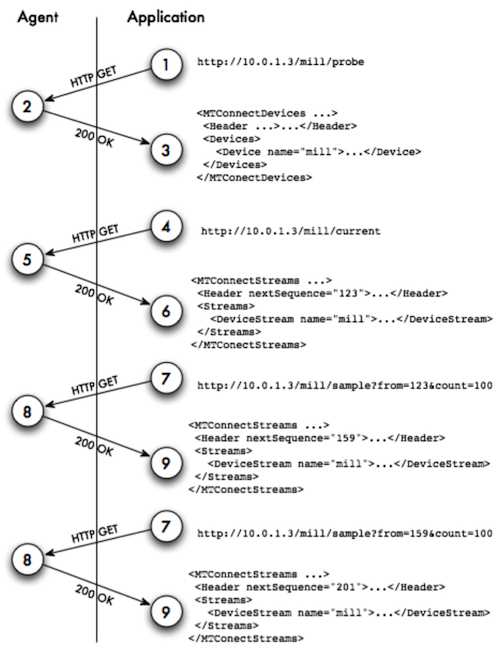 Agent Application
1 http://10.0.1.3/mill/probe
HTTP GET
2
200 OK
3
<MTConnectDevices ...>
<Header ...>...</Header>
<Devices>
<Device name="mill">...</Device>
</Devices>
</MTConectDevices>
4 http://10.0.1.3/mill/current
HTTP GET
5
200 OK
6
<MTConnectStreams ...>
<Header nextSequence="123">...</Header>
<Streams>
<DeviceStream name="mill">...</DeviceStream>
</Streams>
</MTConectStreams>
7 http://10.0.1.3/mill/sample?from=123&count=100
HTTP GET
8
200 OK
9
<MTConnectStreams ...>
<Header nextSequence="159">...</Header>
<Streams>
<DeviceStream name="mill">...</DeviceStream>
</Streams>
</MTConectStreams>
7 http://10.0.1.3/mill/sample?from=159&count=100
HTTP GET
8
200 OK
9
<MTConnectStreams ...>
<Header nextSequence="201">...</Header>
<Streams>
<DeviceStream name="mill">...</DeviceStream>
</Streams>
</MTConectStreams>